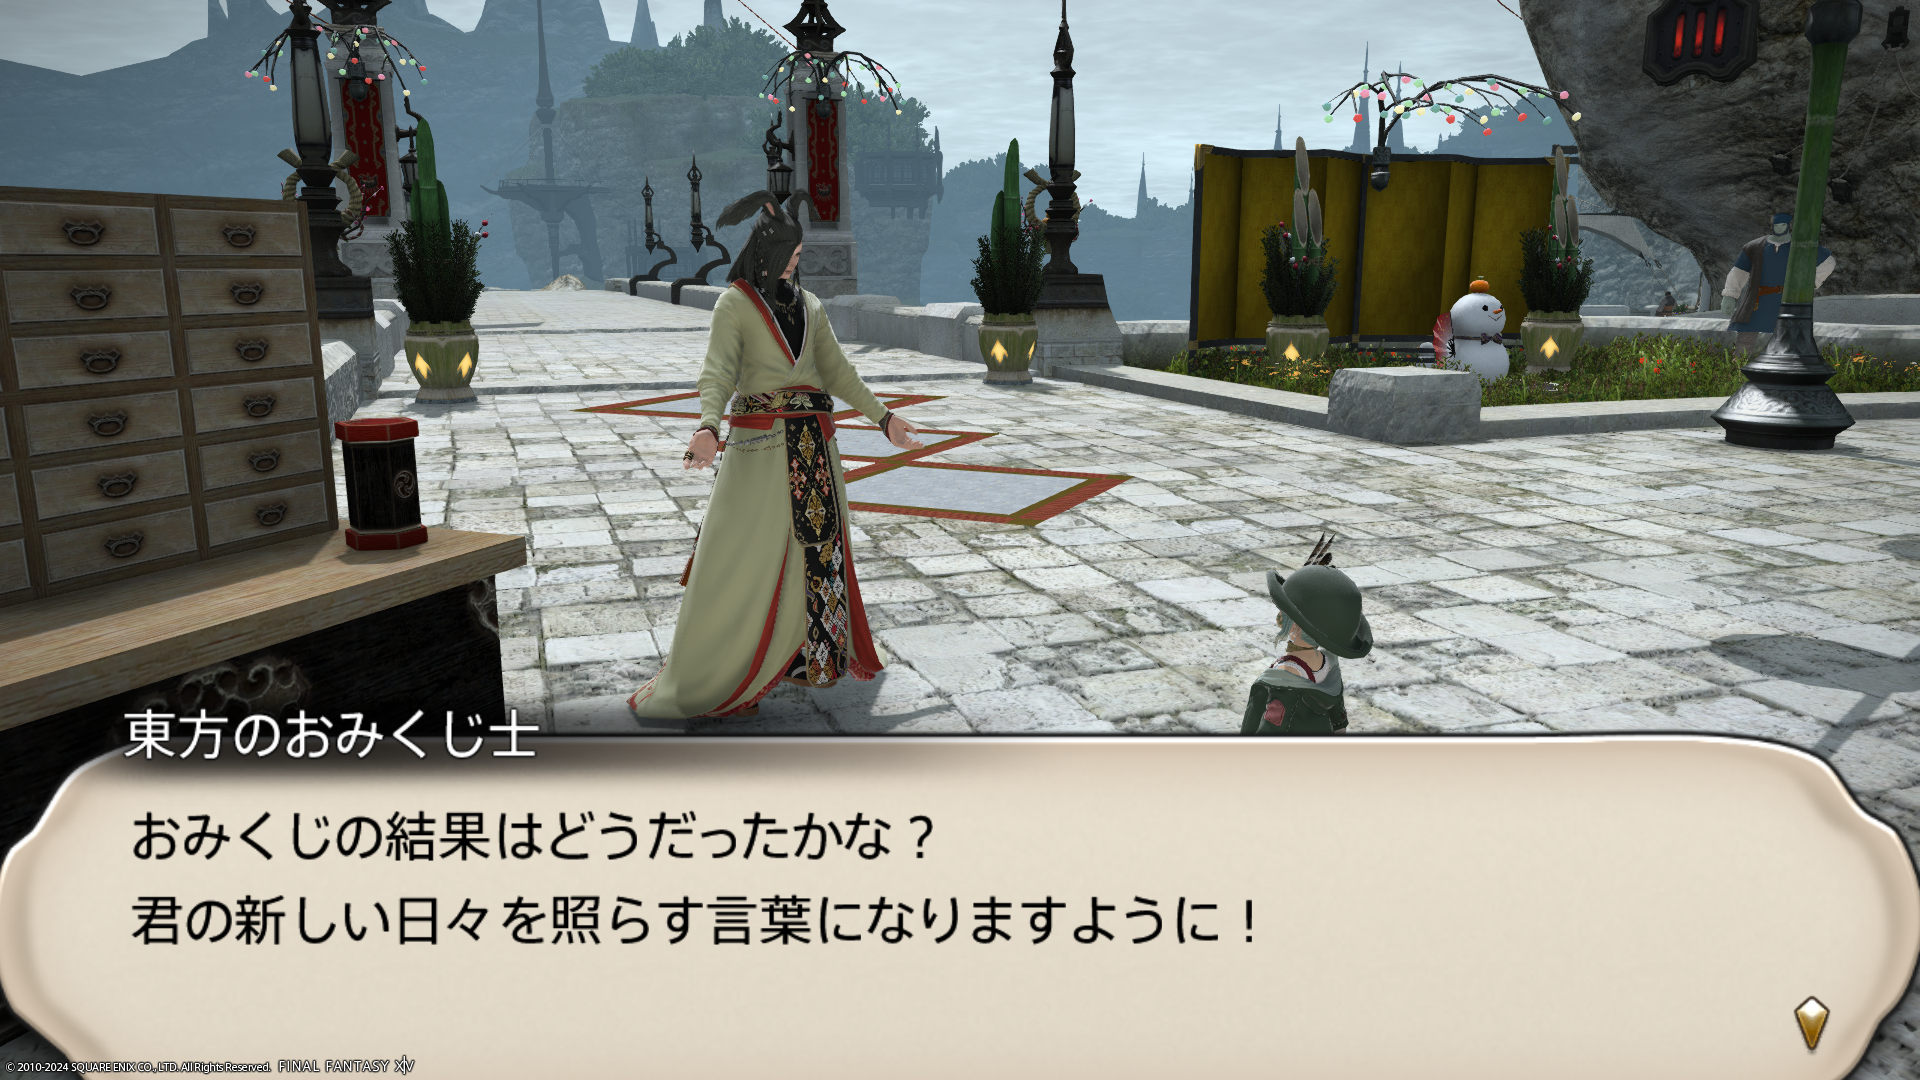 東方のおみくじ士
おみくじの結果はどうだったかな？
君の新しい日々を照らす言葉になりますように！
© 2010-2024 SQUARE ENIX CO., LTD. All Rights Reserved. FINAL FANTASY XIV